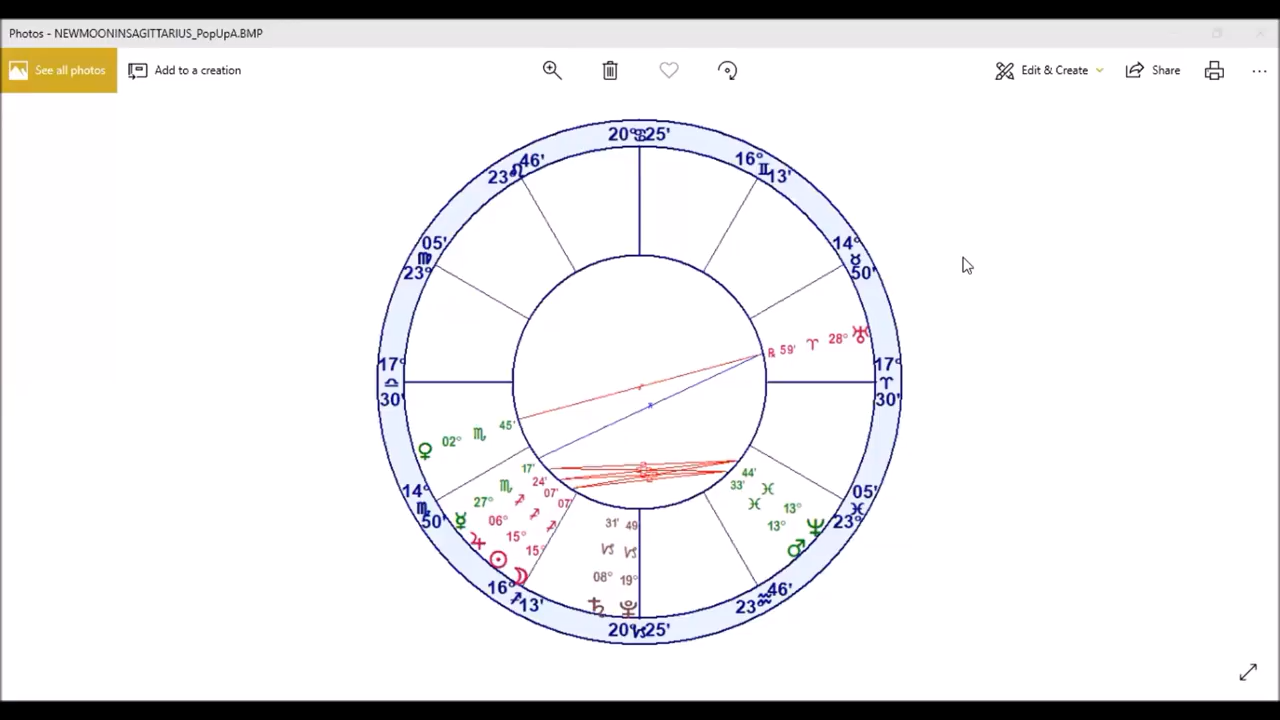 Photos - NEWMOONINSAGITTARIUS_PopUpA.BMP
See all photos
Add to a creation
Edit & Create
Share
20° ♋ 25'
16° ♊ 13'
23° ♌ 46'
14° ♉ 50'
23° ♍ 05'
♅ 28° ♈ 59' ℞
17° ♎ 30'
17° ♈ 30'
♀ 02° ♏ 45'
14° ♏ 50'
☿ 27° ♏ 17'
♃ 06° ♐ 24'
☉ 15° ♐ 07'
☽ 15° ♐ 07'
♄ 08° ♑ 31'
♇ 19° ♑ 49
♆ 13° ♓ 44'
♂ 13° ♓ 33'
23° ♓ 05'
16° ♐ 13'
23° ♒ 46'
20° ♑ 25'